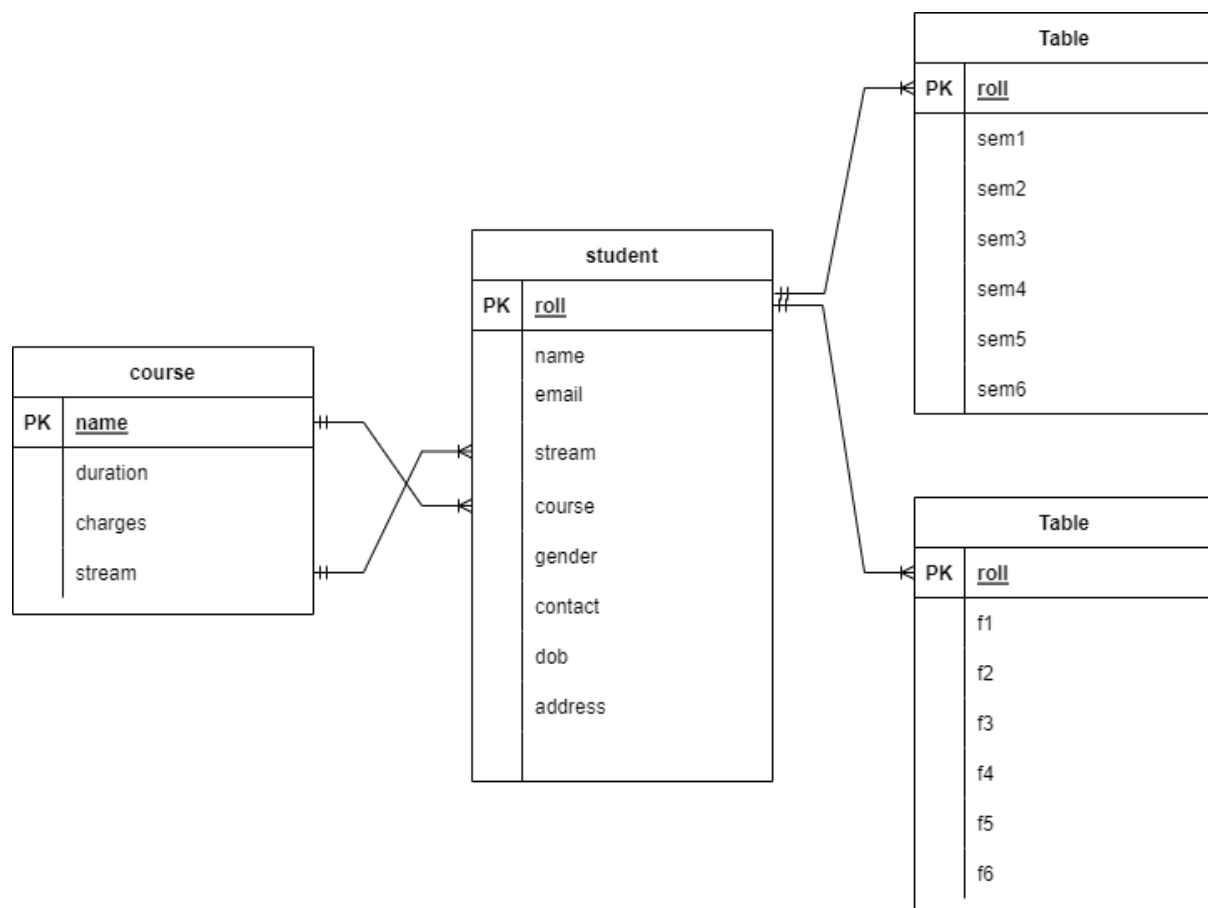 course
PK name
duration
charges
stream
student
PK roll
name
email
stream
course
gender
contact
dob
address
Table
PK roll
sem1
sem2
sem3
sem4
sem5
sem6
Table
PK roll
f1
f2
f3
f4
f5
f6